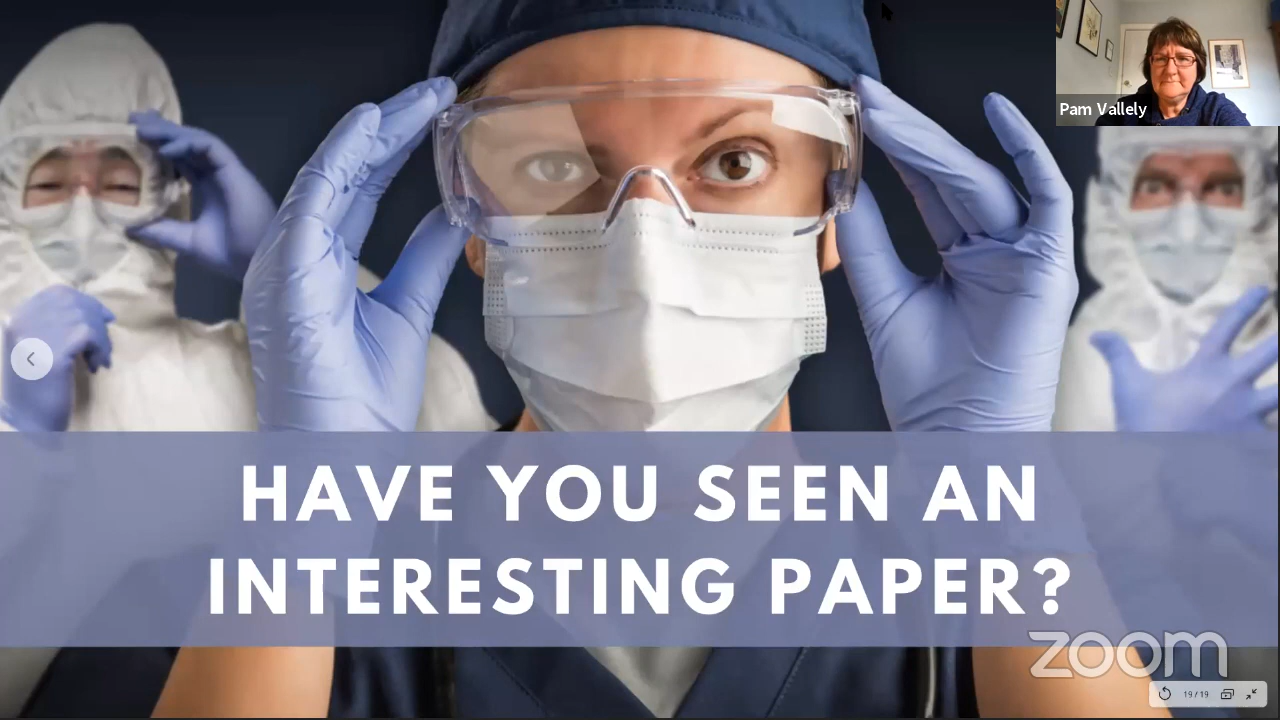 Pam Vallely
HAVE YOU SEEN AN
INTERESTING PAPER?
zoom
19/19